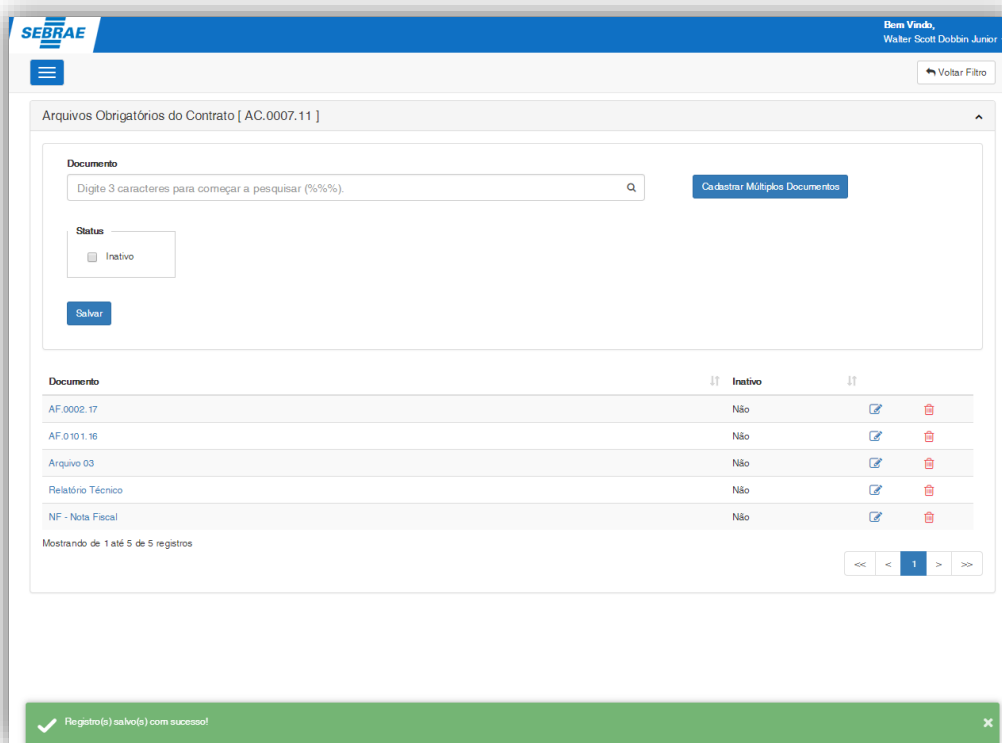 SEBRAE
Bem Vindo,
Walter Scott Dobbin Junior
Voltar Filtro
Arquivos Obrigatórios do Contrato [ AC.0007.11 ]
Documento
Digite 3 caracteres para começar a pesquisar (%%%).
Cadastrar Múltiplos Documentos
Status
Inativo
Salvar
Documento Inativo
AF.0002.17 Não
AF.0101.16 Não
Arquivo 03 Não
Relatório Técnico Não
NF - Nota Fiscal Não
Mostrando de 1 até 5 de 5 registros
<< < 1 > >>
Registro(s) salvo(s) com sucesso!